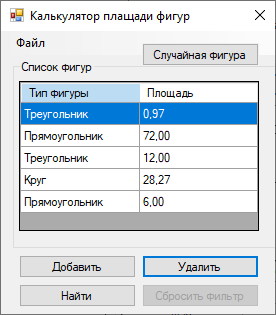 Калькулятор площади фигур
Файл
Случайная фигура
Список фигур
Тип фигуры Площадь
Треугольник 0,97
Прямоугольник 72,00
Треугольник 12,00
Круг 28,27
Прямоугольник 6,00
Добавить Удалить
Найти Сбросить фильтр